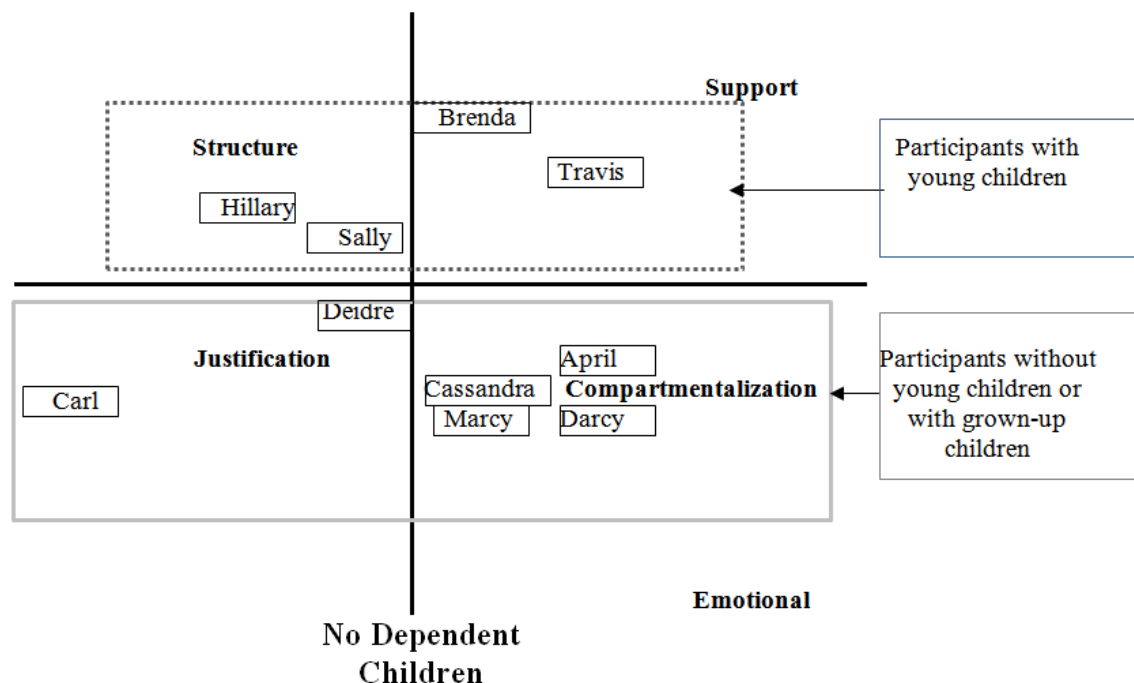 Support
Brenda
Structure
Travis
Participants with
young children
Hillary
Sally
Deidre
Justification
April
Participants without
young children or
with grown-up
children
Cassandra
Compartmentalization
Carl
Marcy
Darcy
Emotional
No Dependent
Children